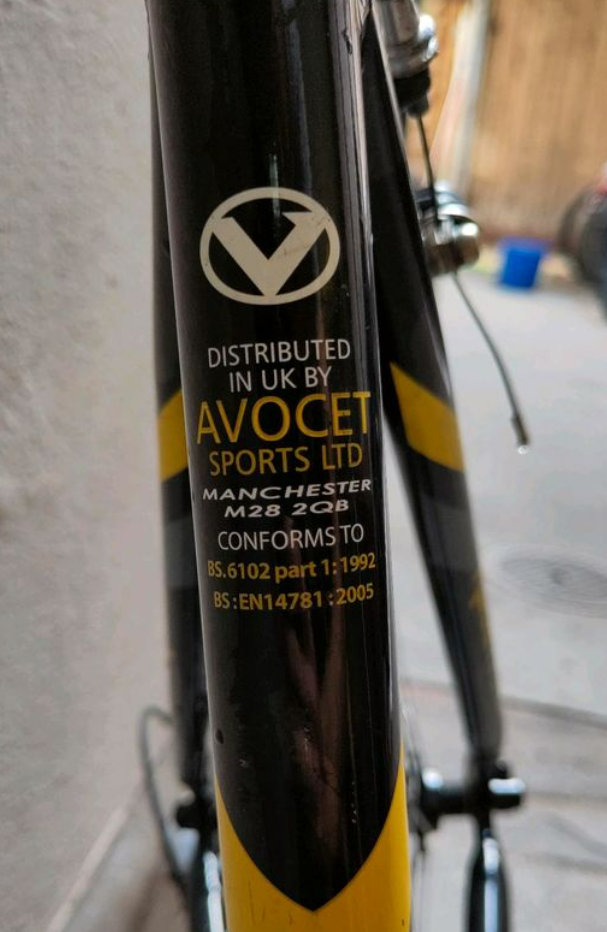 V
DISTRIBUTED
IN UK BY
AVOCET
SPORTS LTD
MANCHESTER
M28 2QB
CONFORMS TO
BS.6102 part 1:1992
BS:EN14781:2005